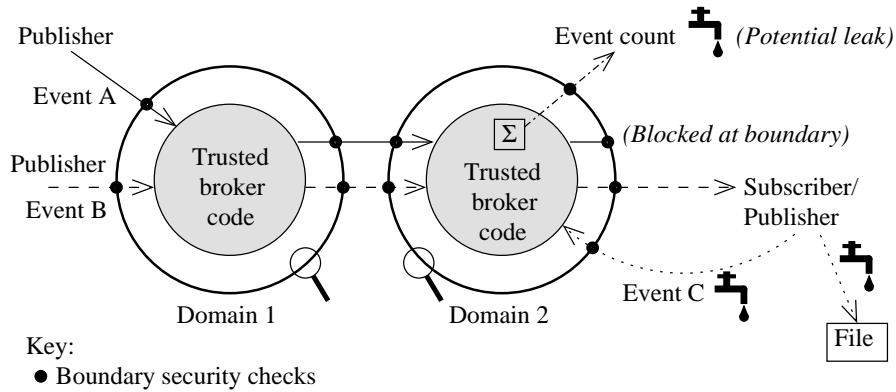 Publisher
Event count
(Potential leak)
Event A
Σ
(Blocked at boundary)
Publisher
Trusted
broker
code
Trusted
broker
code
Event B
Subscriber/
Publisher
Event C
Domain 1
Domain 2
File
Key:
Boundary security checks